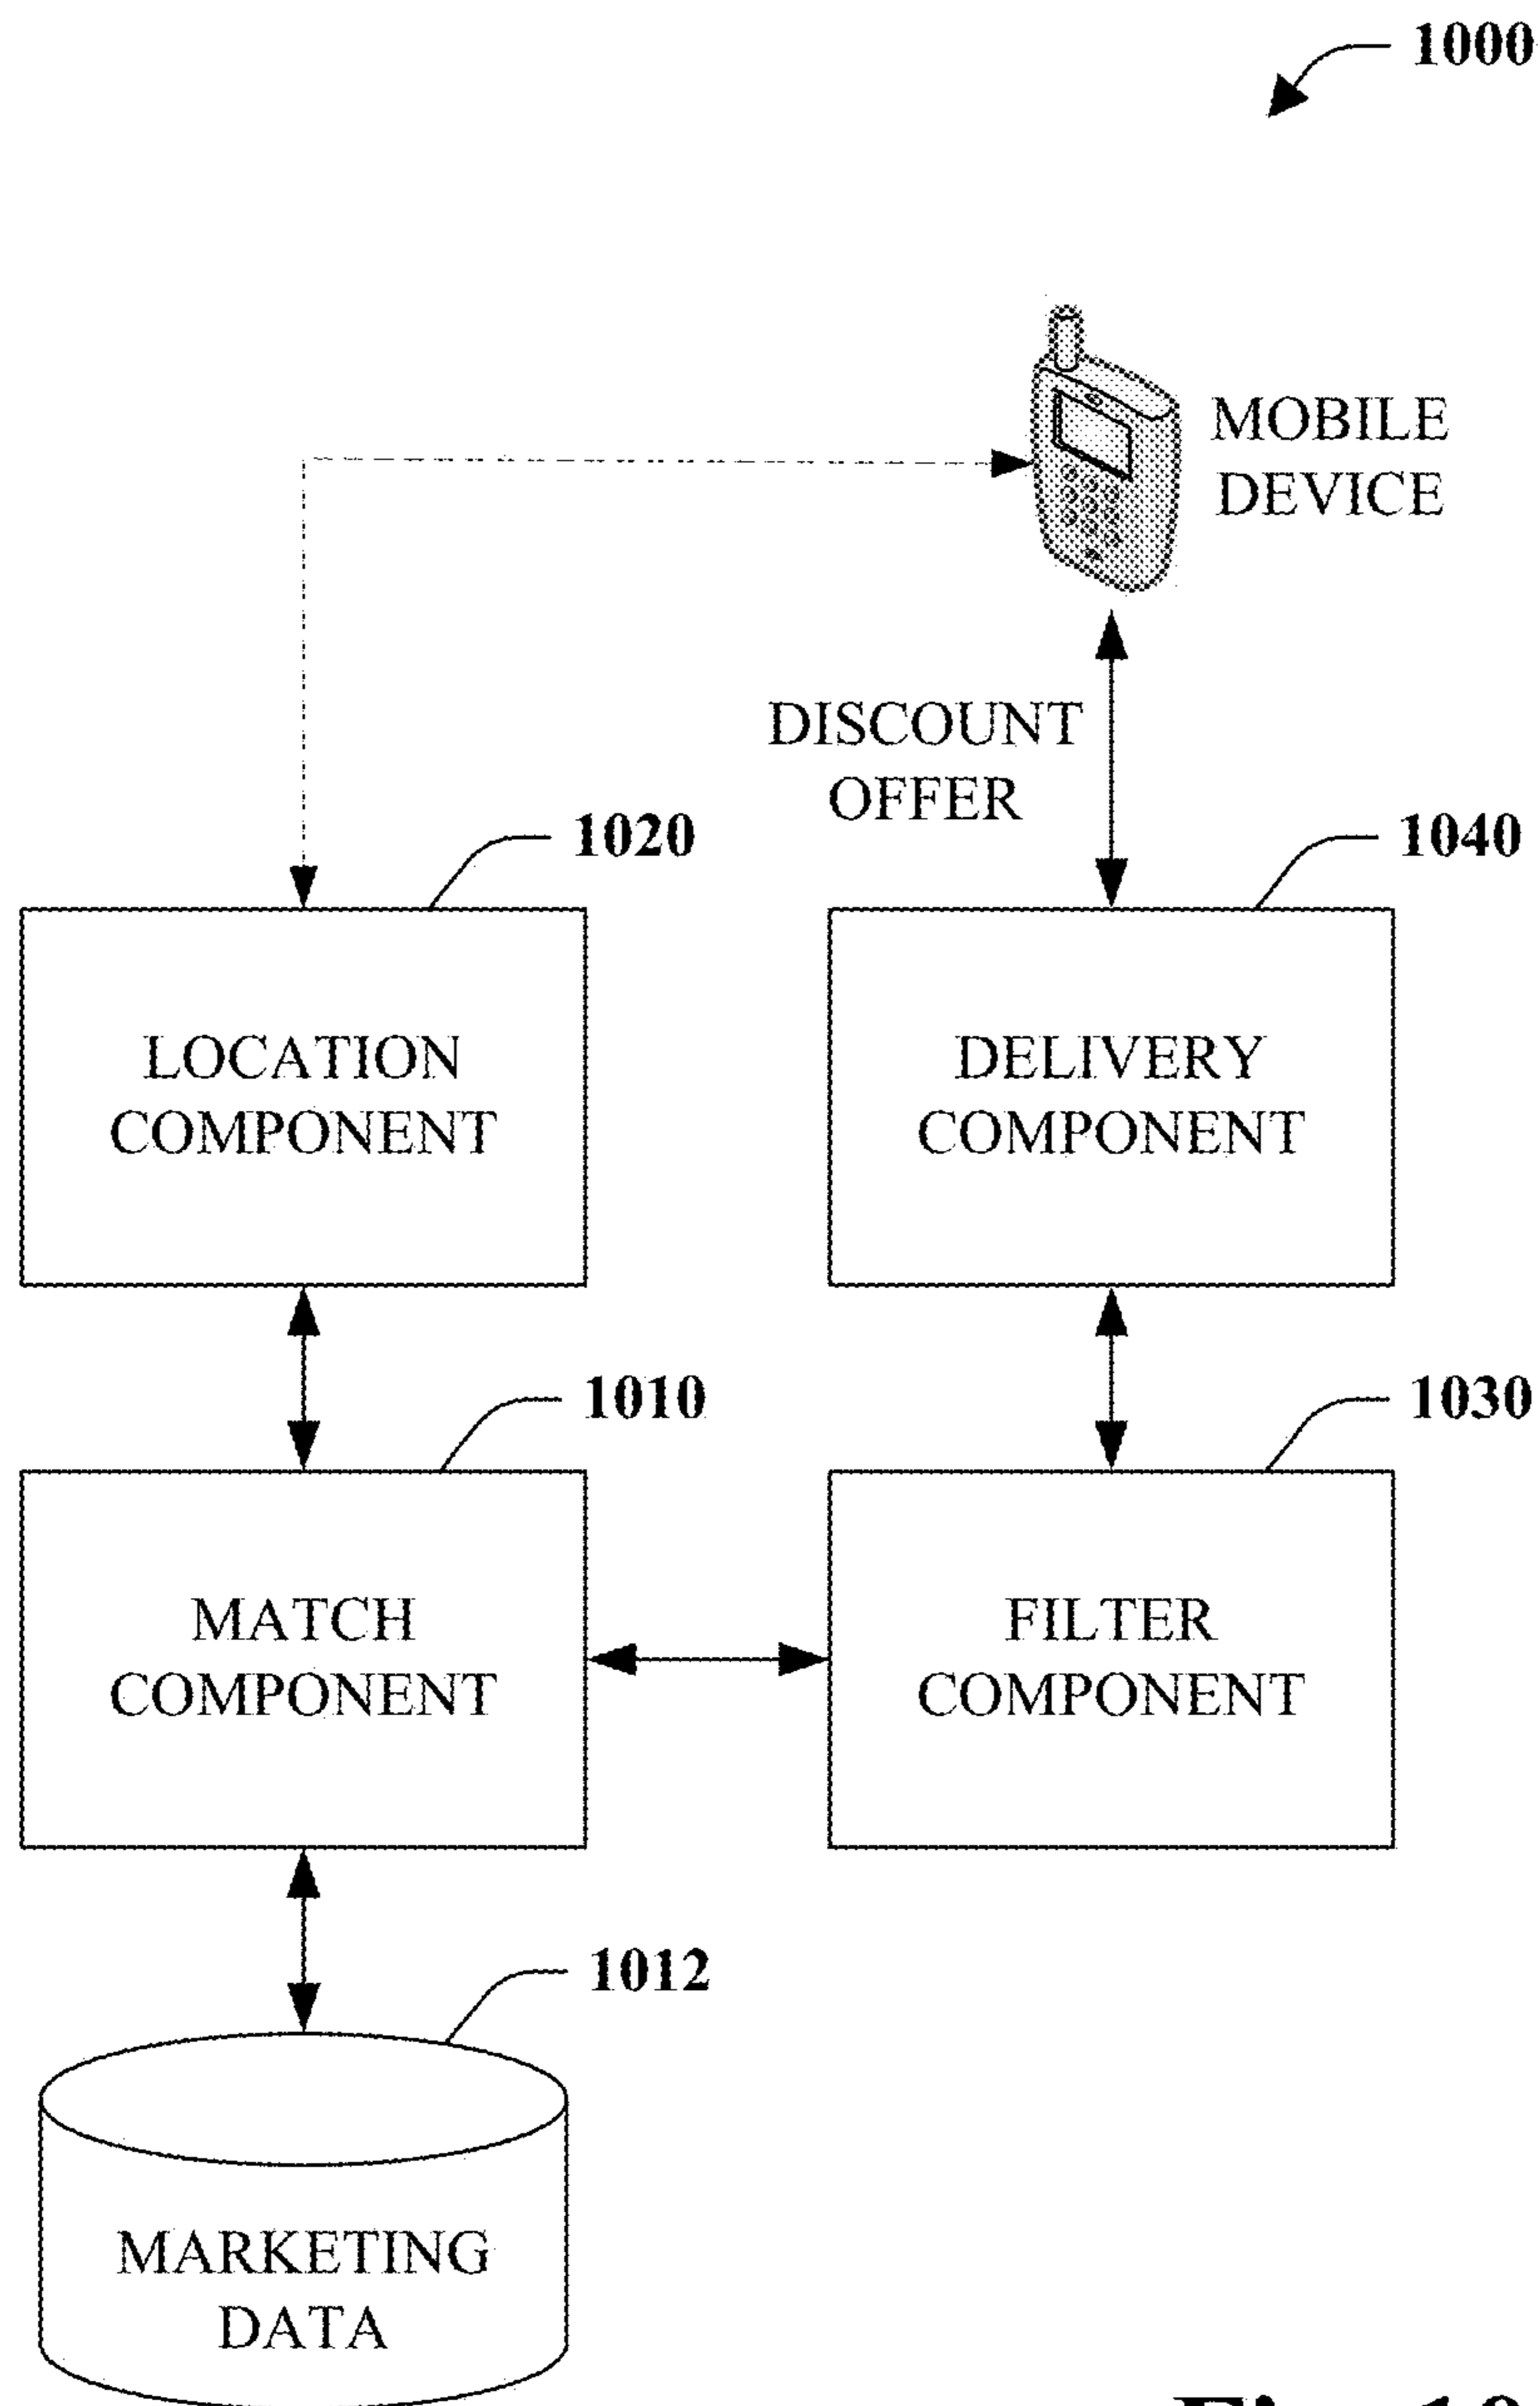 1000
MOBILE
DEVICE
DISCOUNT
OFFER
1020
1040
LOCATION
COMPONENT
DELIVERY
COMPONENT
1010
1030
MATCH
COMPONENT
FILTER
COMPONENT
1012
MARKETING
DATA